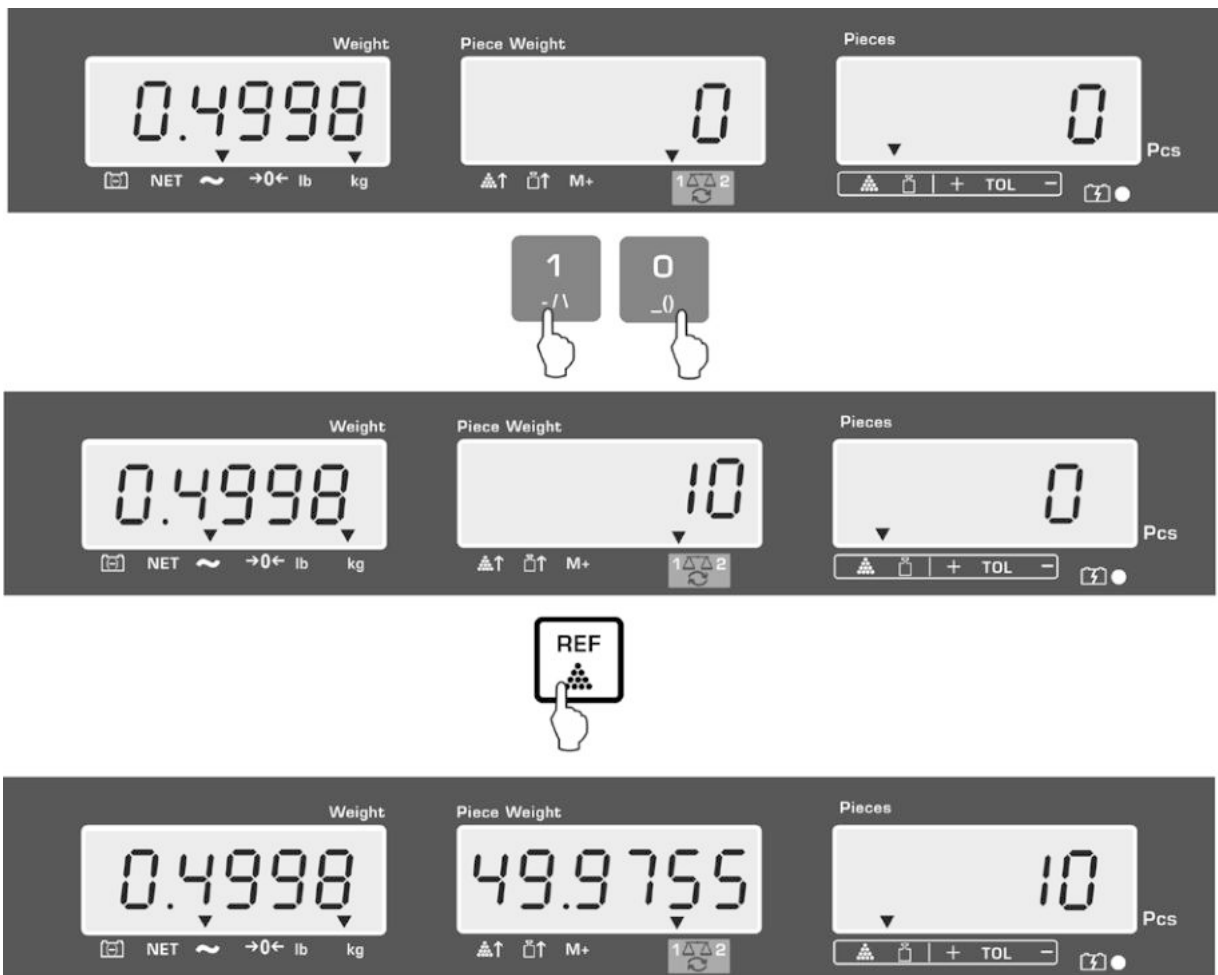 Weight Piece Weight Pieces
0.4998 0 0
Pcs
NET ~ →0← lb kg ↑ ↑ M+ 1 2 + TOL −
1 0
-/\ _()
Weight Piece Weight Pieces
0.4998 10 0
Pcs
NET ~ →0← lb kg ↑ ↑ M+ 1 2 + TOL −
REF
Weight Piece Weight Pieces
0.4998 49.9755 10
Pcs
NET ~ →0← lb kg ↑ ↑ M+ 1 2 + TOL −